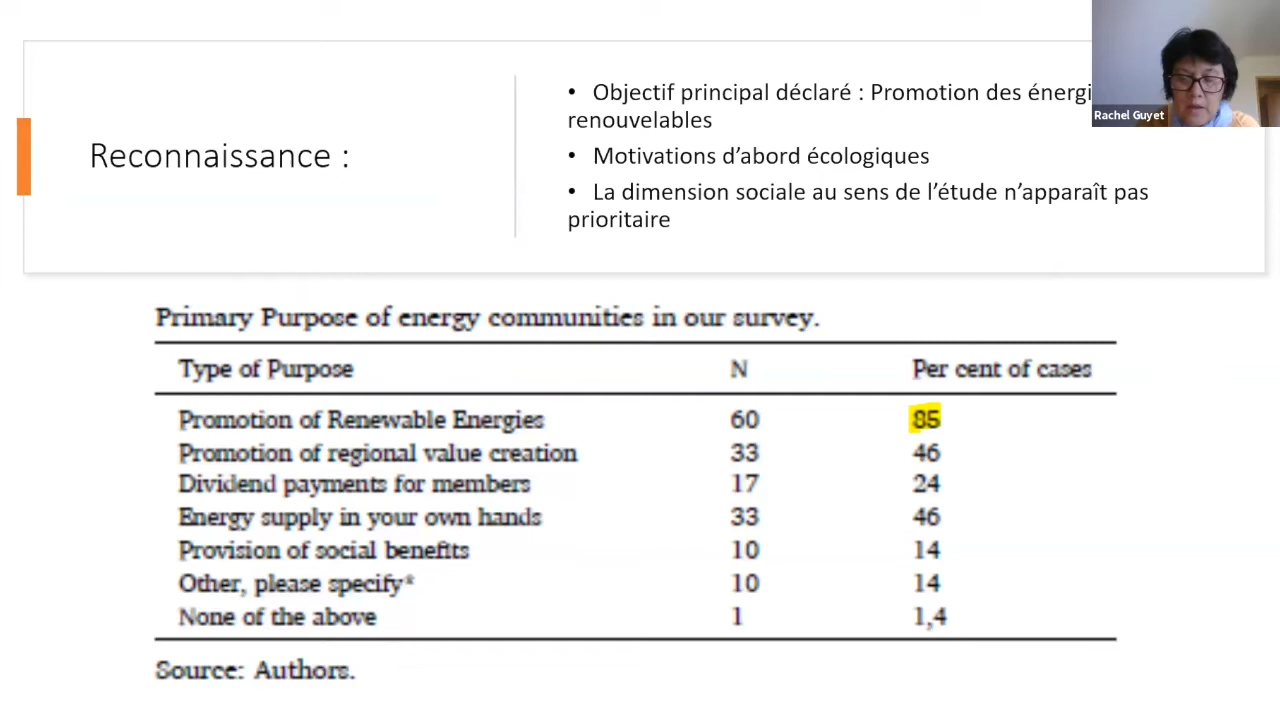 Reconnaissance :
• Objectif principal déclaré : Promotion des énergi
renouvelables
• Motivations d’abord écologiques
• La dimension sociale au sens de l’étude n’apparaît pas
prioritaire
Rachel Guyet
Primary Purpose of energy communities in our survey.
Type of Purpose N Per cent of cases
Promotion of Renewable Energies 60 85
Promotion of regional value creation 33 46
Dividend payments for members 17 24
Energy supply in your own hands 33 46
Provision of social benefits 10 14
Other, please specify* 10 14
None of the above 1 1,4
Source: Authors.